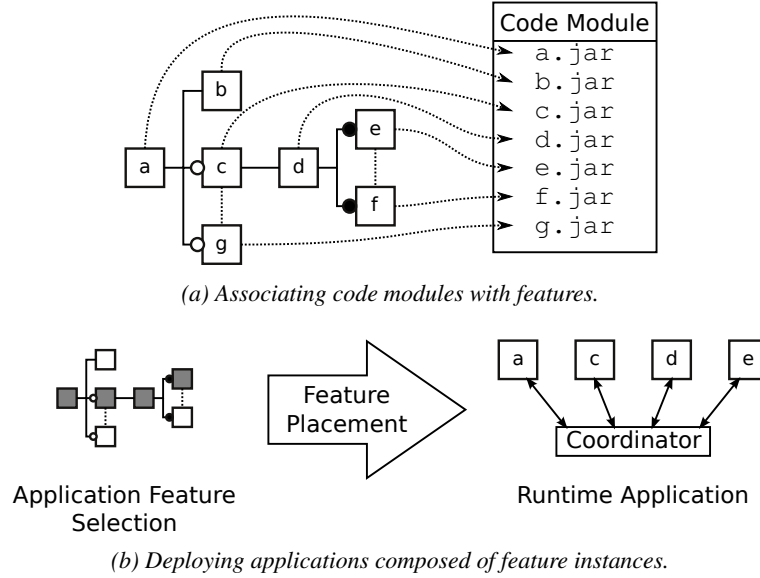 Code Module
a.jar
b.jar
c.jar
d.jar
e.jar
f.jar
g.jar
b
e
a
c
d
f
g
(a) Associating code modules with features.
a
c
d
e
Feature
Placement
Coordinator
Application Feature
Selection
Runtime Application
(b) Deploying applications composed of feature instances.